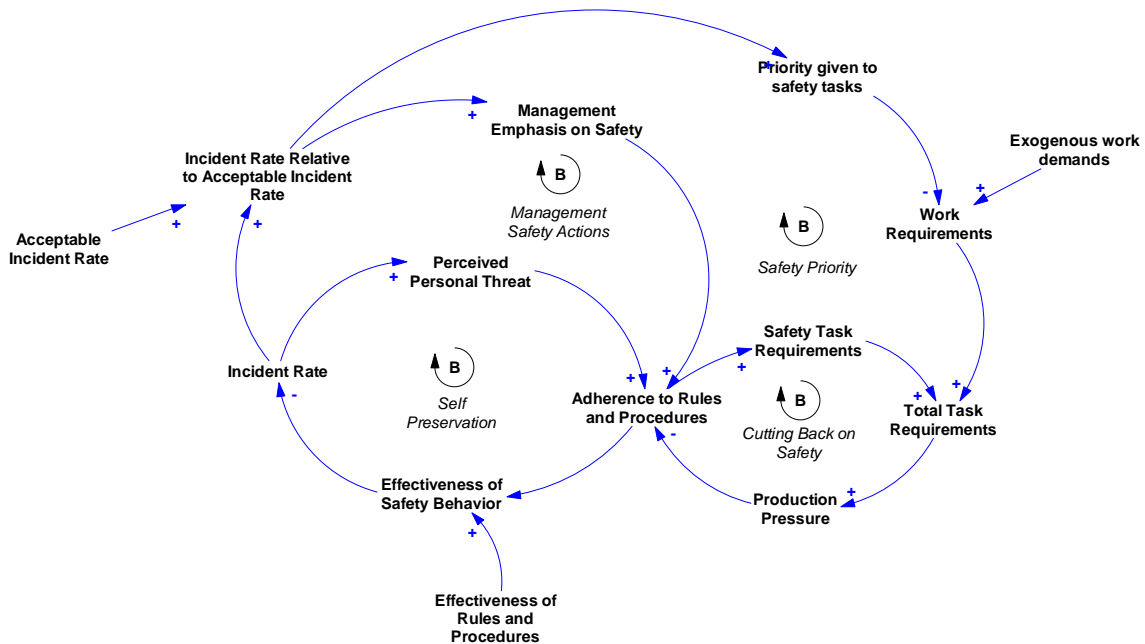 Priority given to
safety tasks
+
Management
Emphasis on Safety
+
Exogenous work
demands
Incident Rate Relative
to Acceptable Incident
Rate
B
Management
Safety Actions
-
+
Work
Requirements
+
+
Acceptable
Incident Rate
B
Safety Priority
Perceived
Personal Threat
+
Safety Task
Requirements
+
Incident Rate
-
B
Self
Preservation
+
+
Adherence to Rules
and Procedures
-
B
Cutting Back on
Safety
+
+
Total Task
Requirements
Effectiveness of
Safety Behavior
+
Production
Pressure
+
Effectiveness of
Rules and
Procedures